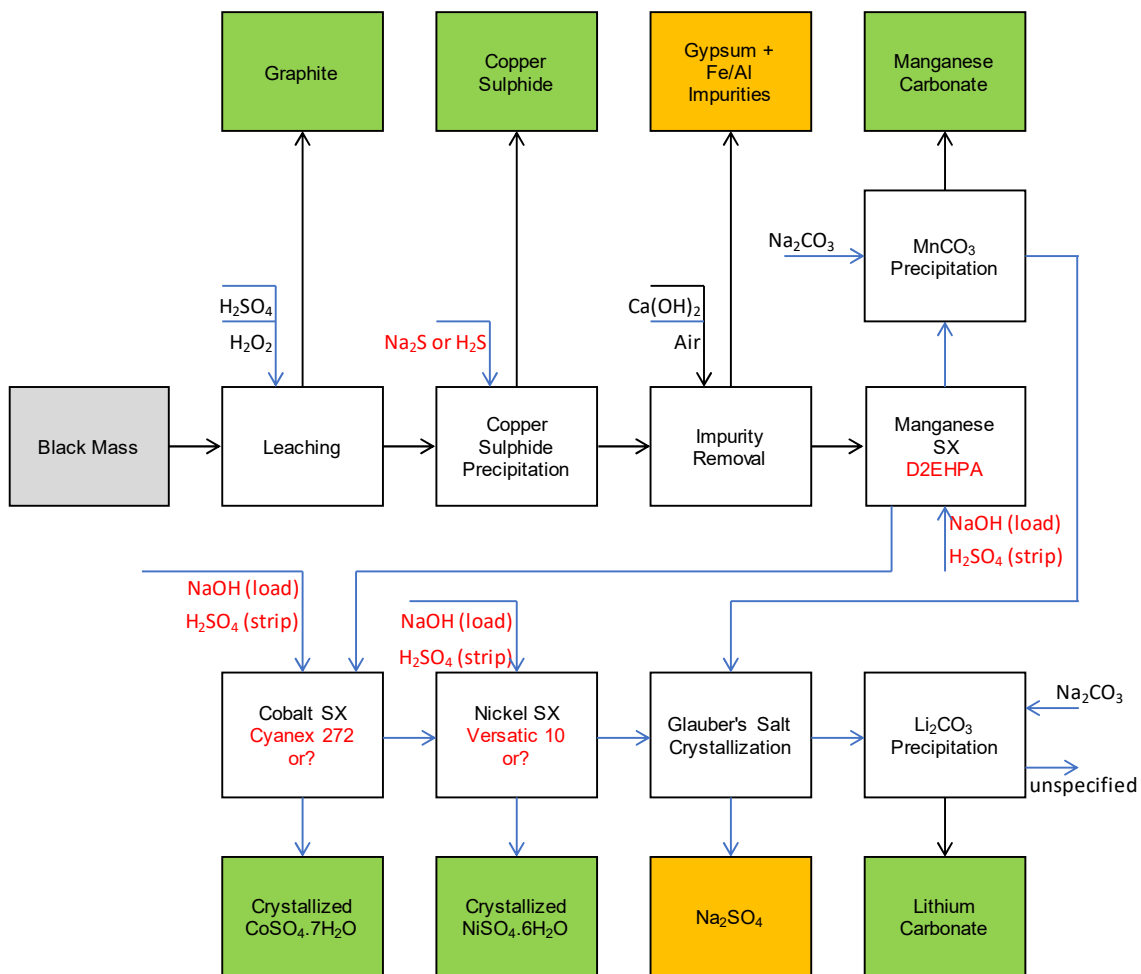 Graphite
Copper
Sulphide
Gypsum +
Fe/Al
Impurities
Manganese
Carbonate
Na₂CO₃
MnCO₃
Precipitation
H₂SO₄
H₂O₂
Na₂S or H₂S
Ca(OH)₂
Air
Black Mass
Leaching
Copper
Sulphide
Precipitation
Impurity
Removal
Manganese
SX
D2EHPA
NaOH (load)
H₂SO₄ (strip)
NaOH (load)
H₂SO₄ (strip)
NaOH (load)
H₂SO₄ (strip)
Cobalt SX
Cyanex 272
or?
Nickel SX
Versatic 10
or?
Glauber's Salt
Crystallization
Li₂CO₃
Precipitation
Na₂CO₃
unspecified
Crystallized
CoSO₄.7H₂O
Crystallized
NiSO₄.6H₂O
Na₂SO₄
Lithium
Carbonate